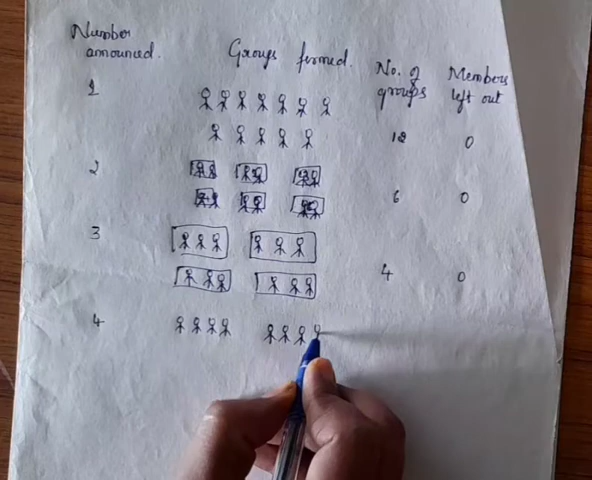 Number announced.
Groups formed.
No. of groups
Members left out
1
12 0
2
6 0
3
4 0
4